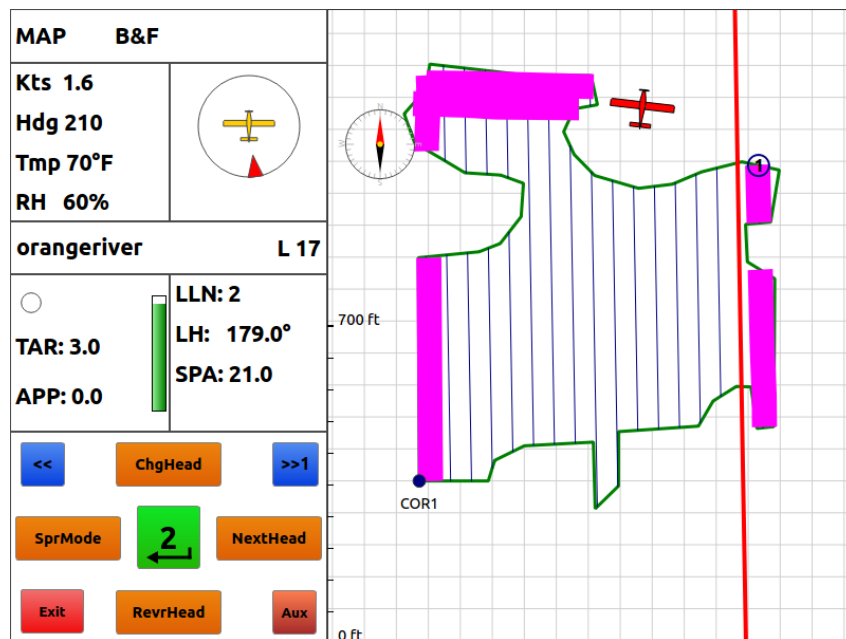 MAP B&F
Kts 1.6
Hdg 210
Tmp 70°F
RH 60%
orangeriver L 17
TAR: 3.0
APP: 0.0
LLN: 2
LH: 179.0°
SPA: 21.0
<< ChgHead >>1
SprMode 2 NextHead
Exit RevrHead Aux
N
W
S
1
700 ft
COR1
0 ft